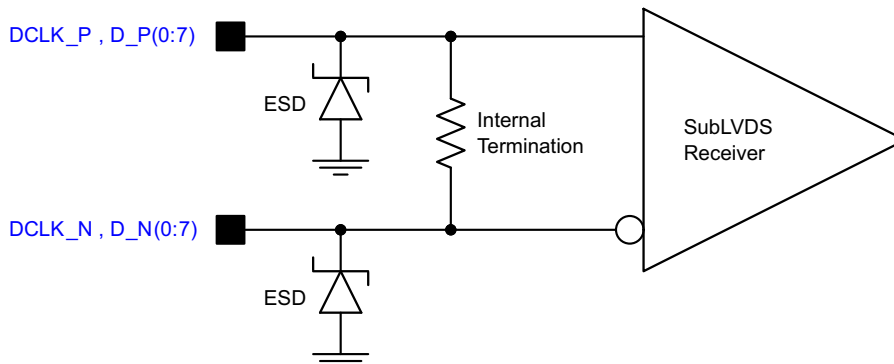 DCLK_P , D_P(0:7)
ESD
Internal
Termination
SubLVDS
Receiver
DCLK_N , D_N(0:7)
ESD